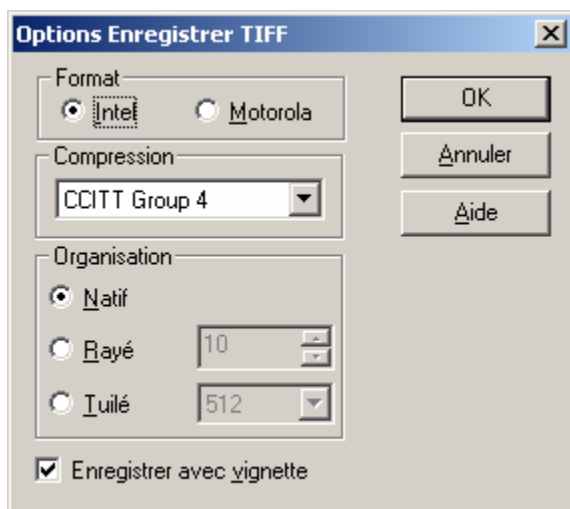 Options Enregistrer TIFF
Format
Intel
Motorola
OK
Compression
Annuler
CCITT Group 4
Aide
Organisation
Natif
Rayé
10
Tuilé
512
Enregistrer avec vignette